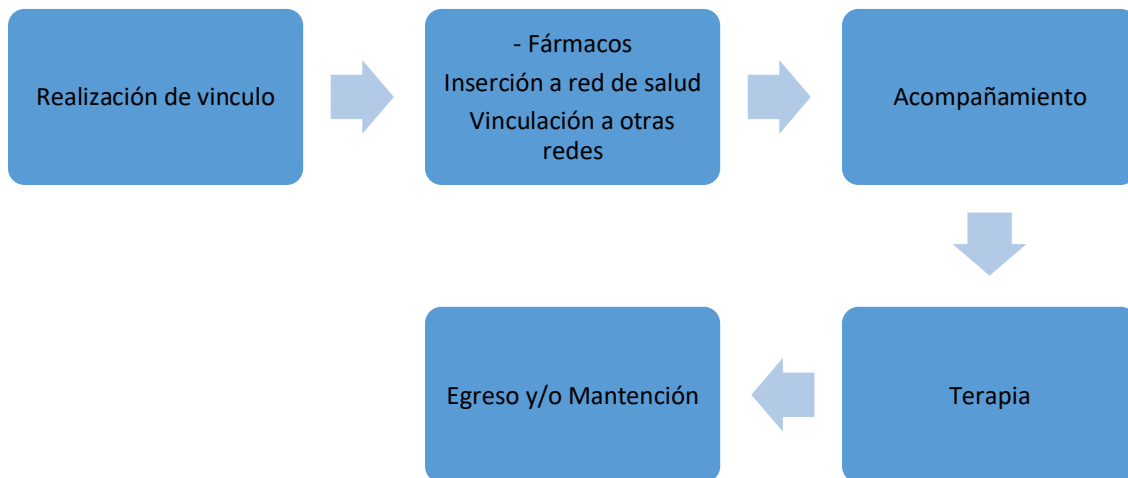 Realización de vinculo
- Fármacos
Inserción a red de salud
Vinculación a otras
redes
Acompañamiento
Terapia
Egreso y/o Mantención